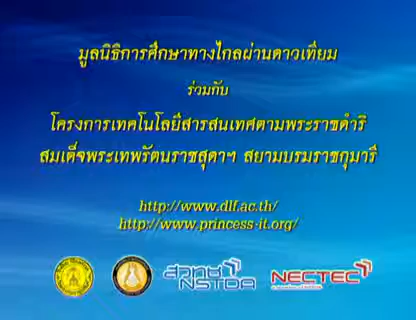 มูลนิธิการศึกษาทางไกลผ่านดาวเทียม
ร่วมกับ
โครงการเทคโนโลยีสารสนเทศตามพระราชดำริ
สมเด็จพระเทพรัตนราชสุดาฯ สยามบรมราชกุมารี
http://www.dlf.ac.th/
http://www.princess-it.org/
สวทช NECTEC
NSTDA